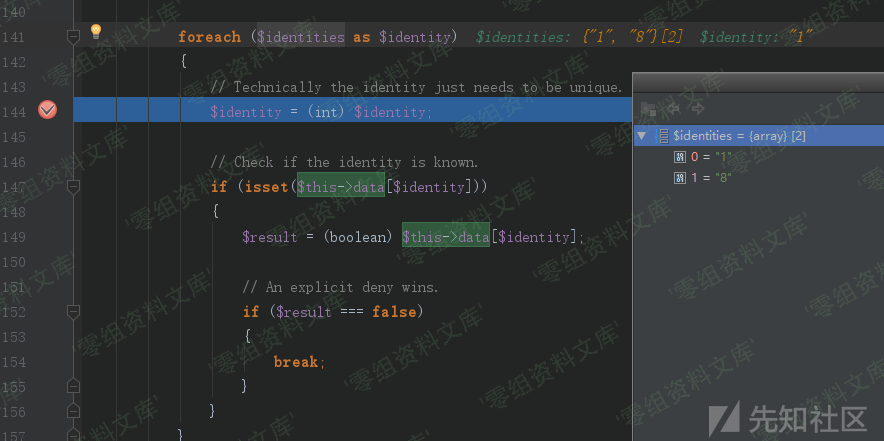 140
141 foreach ($identities as $identity) $identities: {"1", "8"}[2] $identity: "1"
142 {
143 // Technically the identity just needs to be unique.
144 $identity = (int) $identity;
145
146 // Check if the identity is known.
147 if (isset($this->data[$identity]))
148 {
149 $result = (boolean) $this->data[$identity];
150
151 // An explicit deny wins.
152 if ($result === false)
153 {
154 break;
155 }
156 }
157 }
$identities = {array} [2]
0 = "1"
1 = "8"
零组资料文库
先知社区